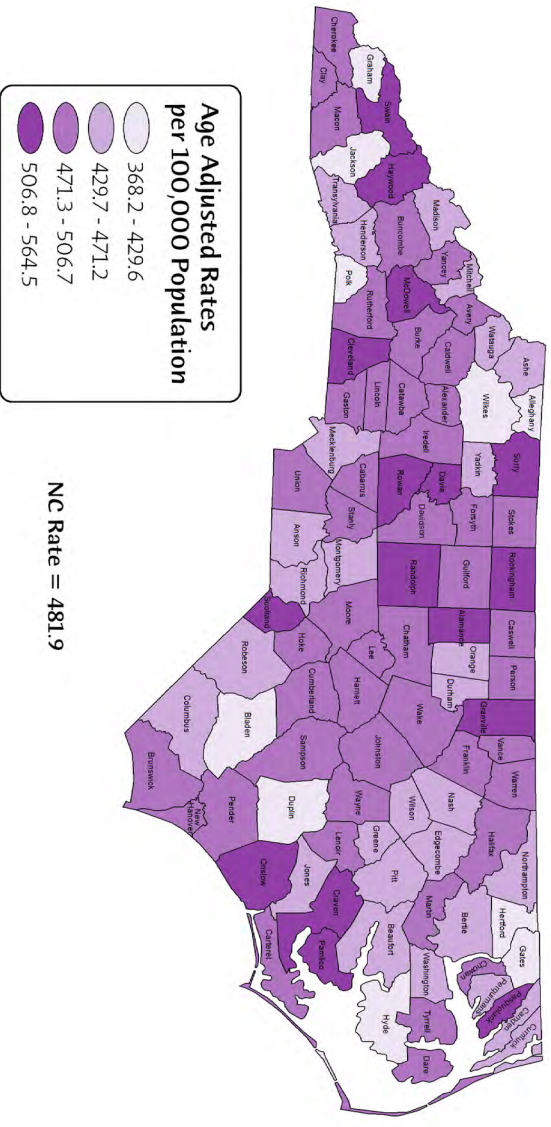 Cherokee
Graham
Clay
Swain
Macon
Jackson
Haywood
Transylvania
Madison
Buncombe
Henderson
Yancey
Mitchell
Polk
McDowell
Rutherford
Avery
Burke
Cleveland
Watauga
Caldwell
Ashe
Alleghany
Wilkes
Alexander
Catawba
Lincoln
Gaston
Surry
Yadkin
Iredell
Mecklenburg
Davie
Rowan
Cabarrus
Union
Stokes
Forsyth
Davidson
Stanly
Anson
Rockingham
Guilford
Randolph
Montgomery
Richmond
Caswell
Alamance
Chatham
Moore
Scotland
Orange
Lee
Hoke
Robeson
Person
Durham
Harnett
Cumberland
Granville
Wake
Bladen
Columbus
Vance
Franklin
Johnston
Sampson
Brunswick
Warren
Nash
Wilson
Wayne
Duplin
Pender
New
Hanover
Halifax
Edgecombe
Greene
Lenoir
Northampton
Pitt
Jones
Onslow
Hertford
Bertie
Martin
Craven
Beaufort
Gates
Washington
Pamlico
Carteret
Chowan
Perquimans
Pasquotank
Camden
Currituck
Tyrrell
Hyde
Dare
Age Adjusted Rates
per 100,000 Population
368.2 - 429.6
429.7 - 471.2
471.3 - 506.7
506.8 - 564.5
NC Rate = 481.9